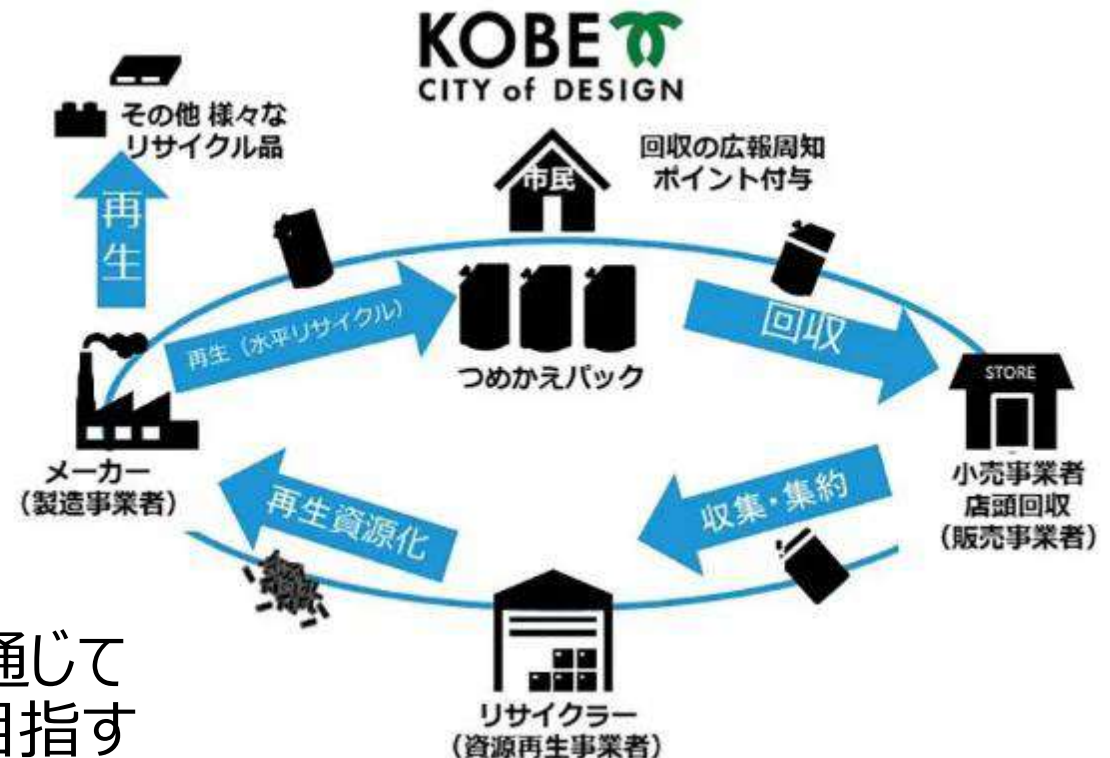 KOBE
CITY of DESIGN
その他 様々な
リサイクル品
再生
市民
回収の広報周知
ポイント付与
再生（水平リサイクル）
つめかえパック
回収
STORE
小売事業者
店頭回収
（販売事業者）
メーカー
（製造事業者）
再生資源化
収集・集約
リサイクラー
（資源再生事業者）
通じて
目指す